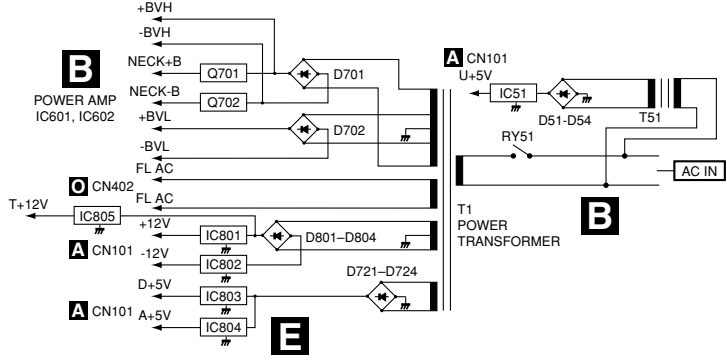 +BVH
-BVH
NECK+B
Q701
D701
NECK-B
Q702
B
POWER AMP
IC601, IC602
+BVL
D702
-BVL
FL AC
O CN402
FL AC
T+12V
IC805
+12V
IC801
D801–D804
A CN101
-12V
IC802
D721–D724
D+5V
IC803
A CN101
A+5V
IC804
E
A CN101
U+5V
IC51
D51-D54
T51
RY51
AC IN
B
T1
POWER
TRANSFORMER